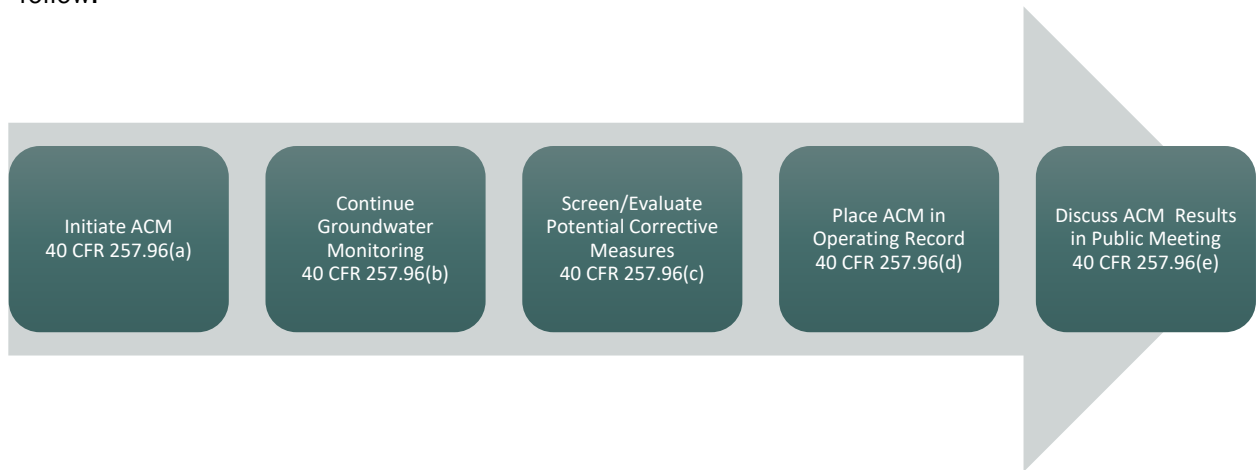 follow.
Initiate ACM
40 CFR 257.96(a)
Continue
Groundwater
Monitoring
40 CFR 257.96(b)
Screen/Evaluate
Potential Corrective
Measures
40 CFR 257.96(c)
Place ACM in
Operating Record
40 CFR 257.96(d)
Discuss ACM  Results
in Public Meeting
40 CFR 257.96(e)